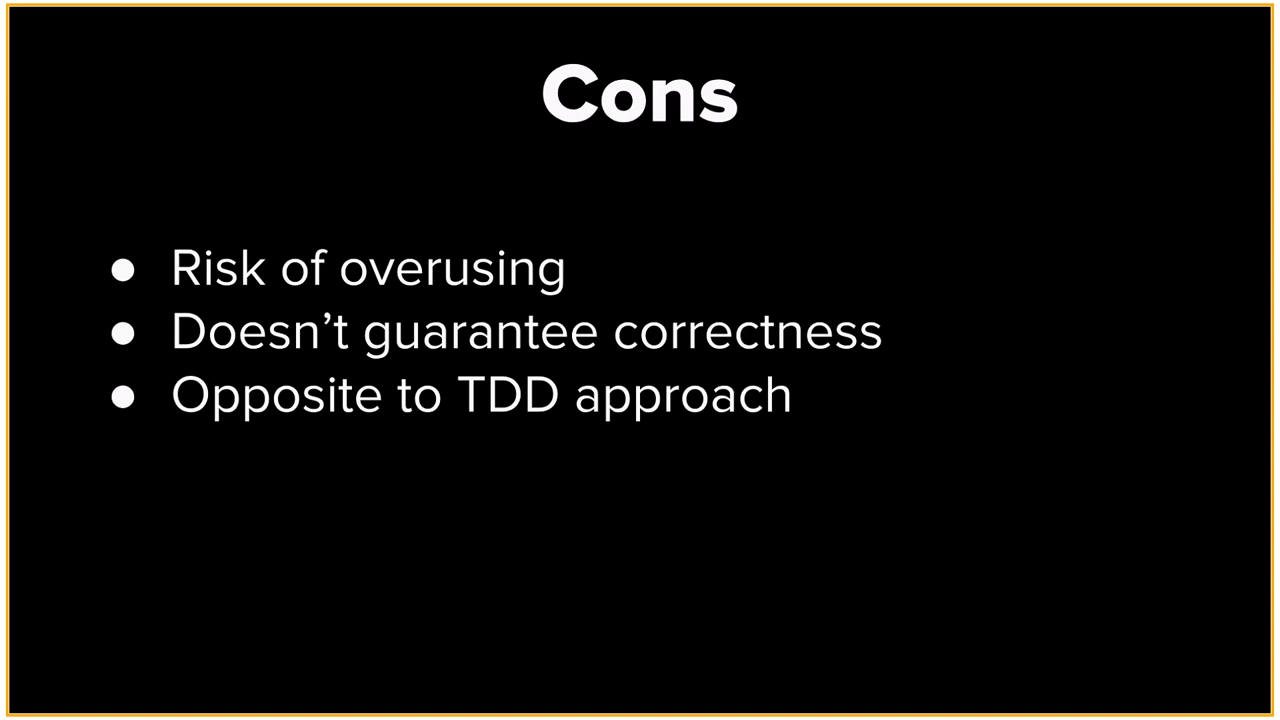 Cons
● Risk of overusing
● Doesn’t guarantee correctness
● Opposite to TDD approach